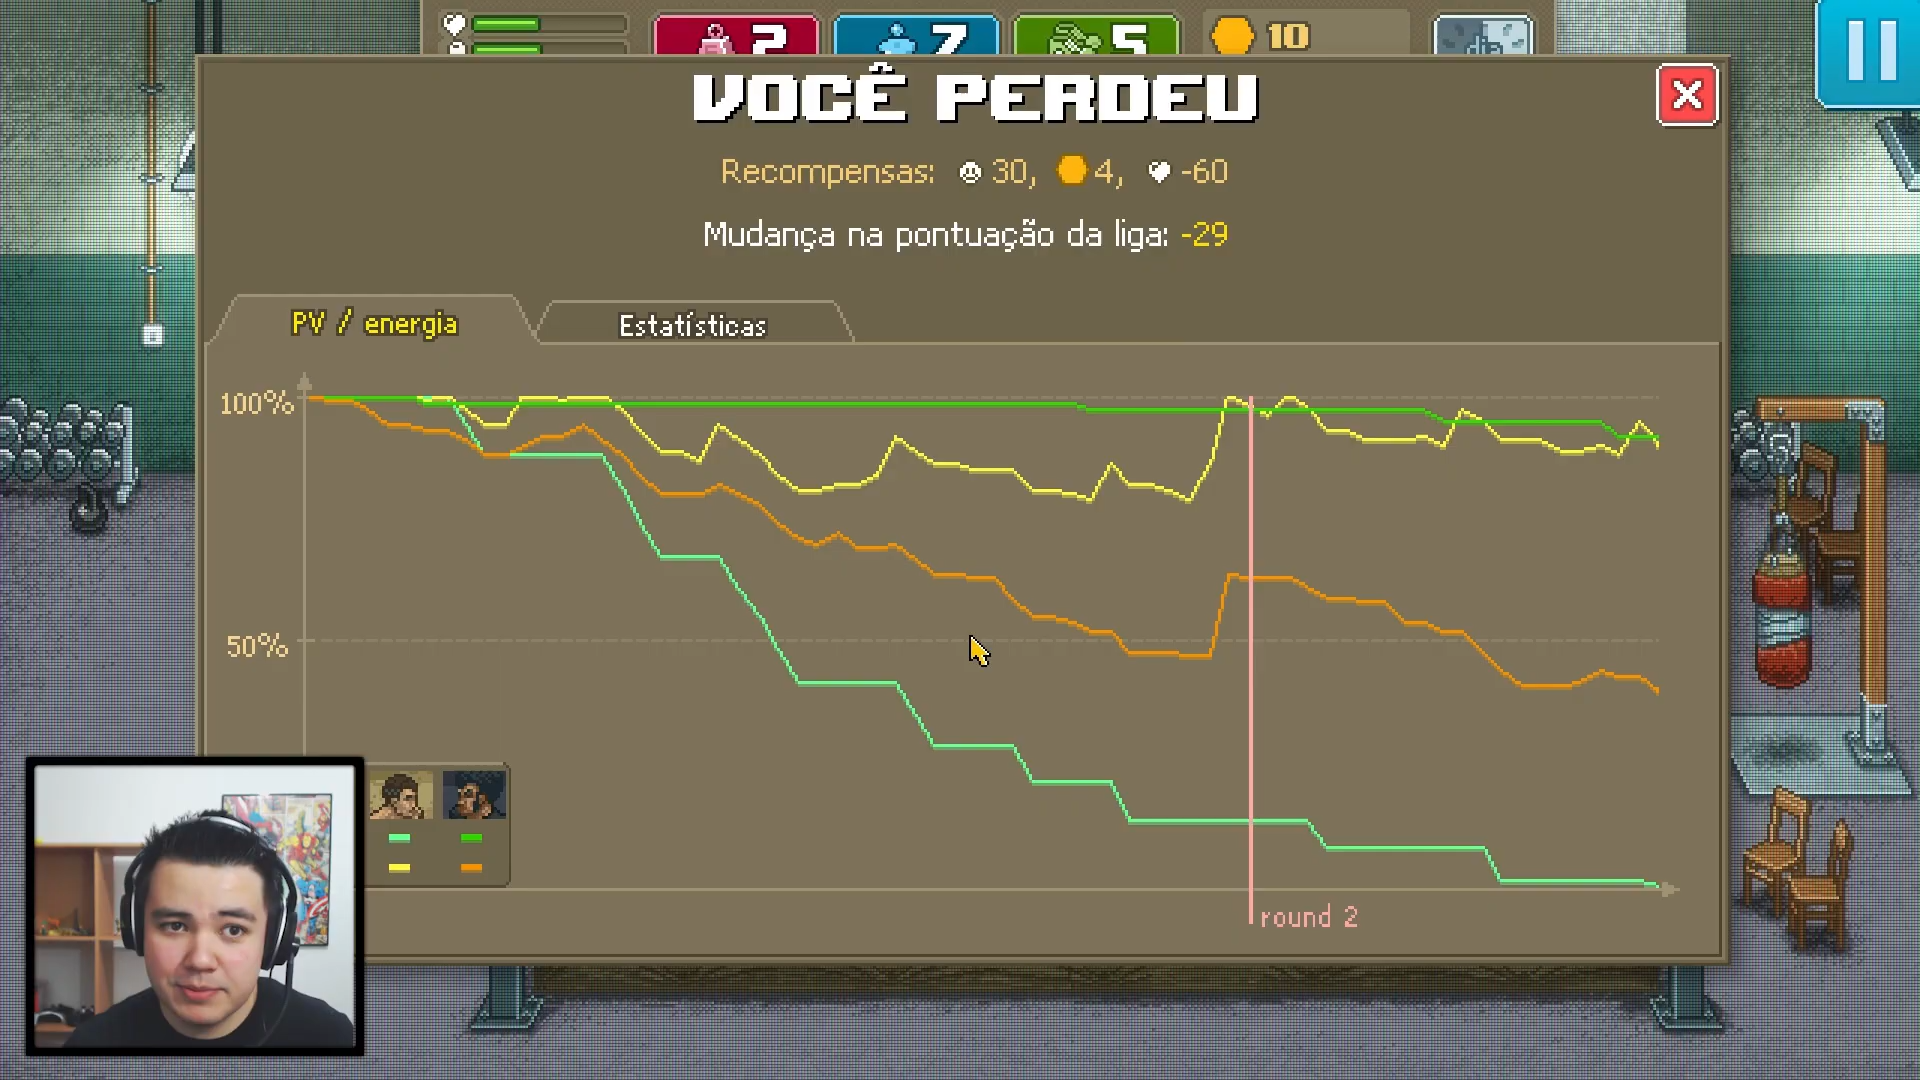 2 7 5 10
VOCÊ PERDEU
Recompensas: 30, 4, -60
Mudança na pontuação da liga: -29
PV / energia
Estatísticas
100%
50%
round 2